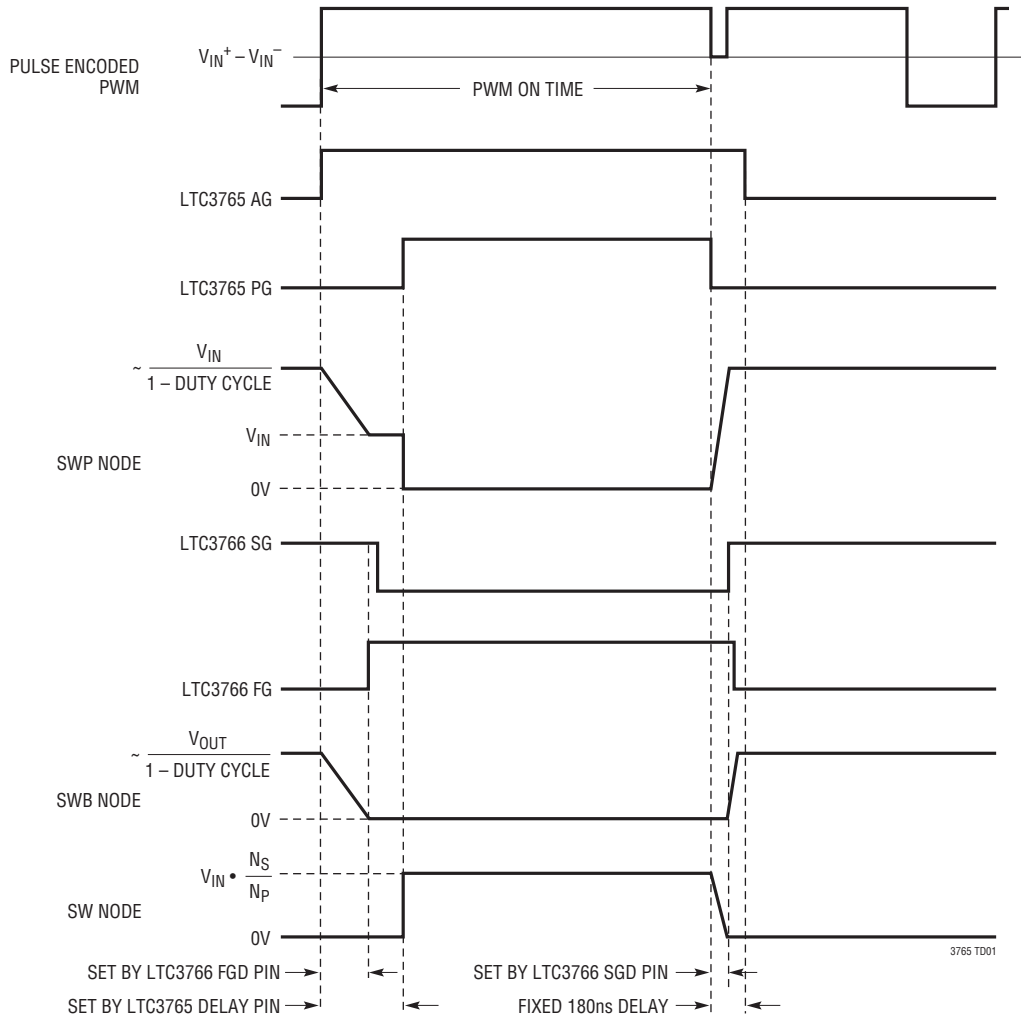 V_IN^+ – V_IN^–
PULSE ENCODED
PWM
PWM ON TIME
LTC3765 AG
LTC3765 PG
~ V_IN
1 – DUTY CYCLE
V_IN
SWP NODE
0V
LTC3766 SG
LTC3766 FG
~ V_OUT
1 – DUTY CYCLE
SWB NODE
0V
V_IN • N_S
N_P
SW NODE
0V
3765 TD01
SET BY LTC3766 FGD PIN
SET BY LTC3766 SGD PIN
SET BY LTC3765 DELAY PIN
FIXED 180ns DELAY